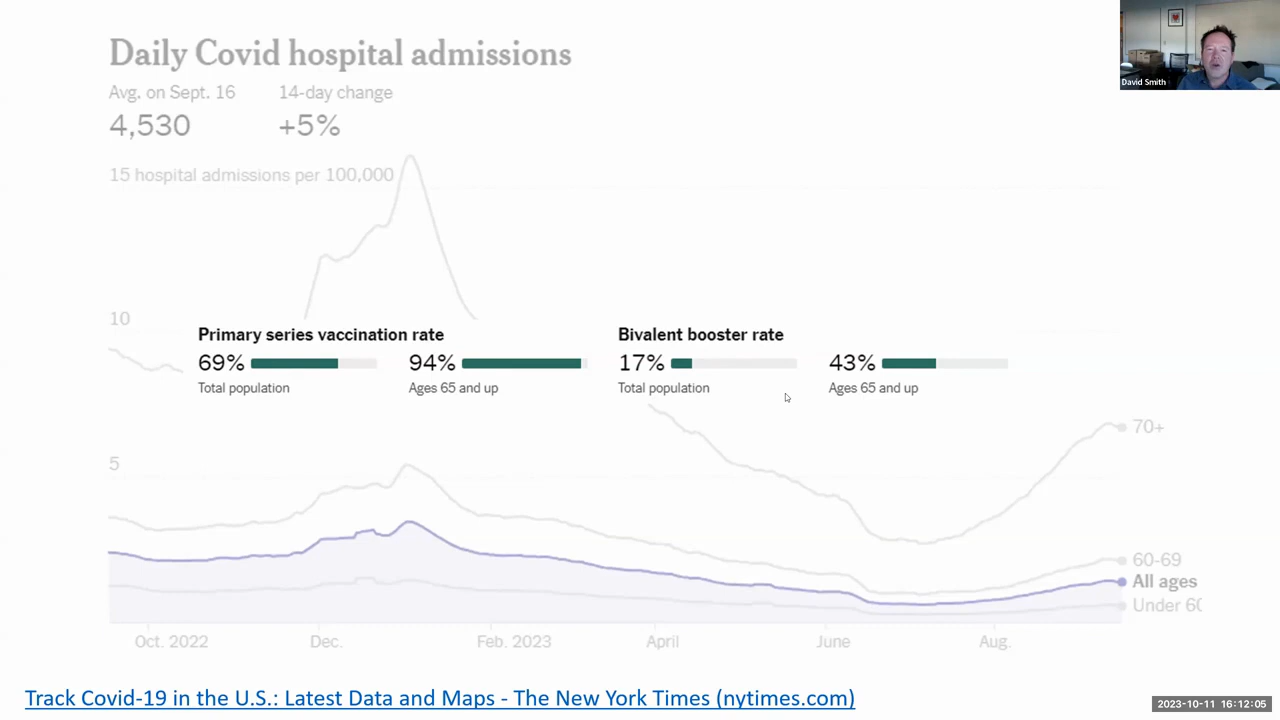 Daily Covid hospital admissions
Avg. on Sept. 16 14-day change
4,530 +5%
15 hospital admissions per 100,000
David Smith
10
Primary series vaccination rate Bivalent booster rate
69% 94% 17% 43%
Total population Ages 65 and up Total population Ages 65 and up
70+
5
60-69
All ages
Under 60
Oct. 2022 Dec. Feb. 2023 April June Aug.
Track Covid-19 in the U.S.: Latest Data and Maps - The New York Times (nytimes.com)
2023-10-11 16:12:05